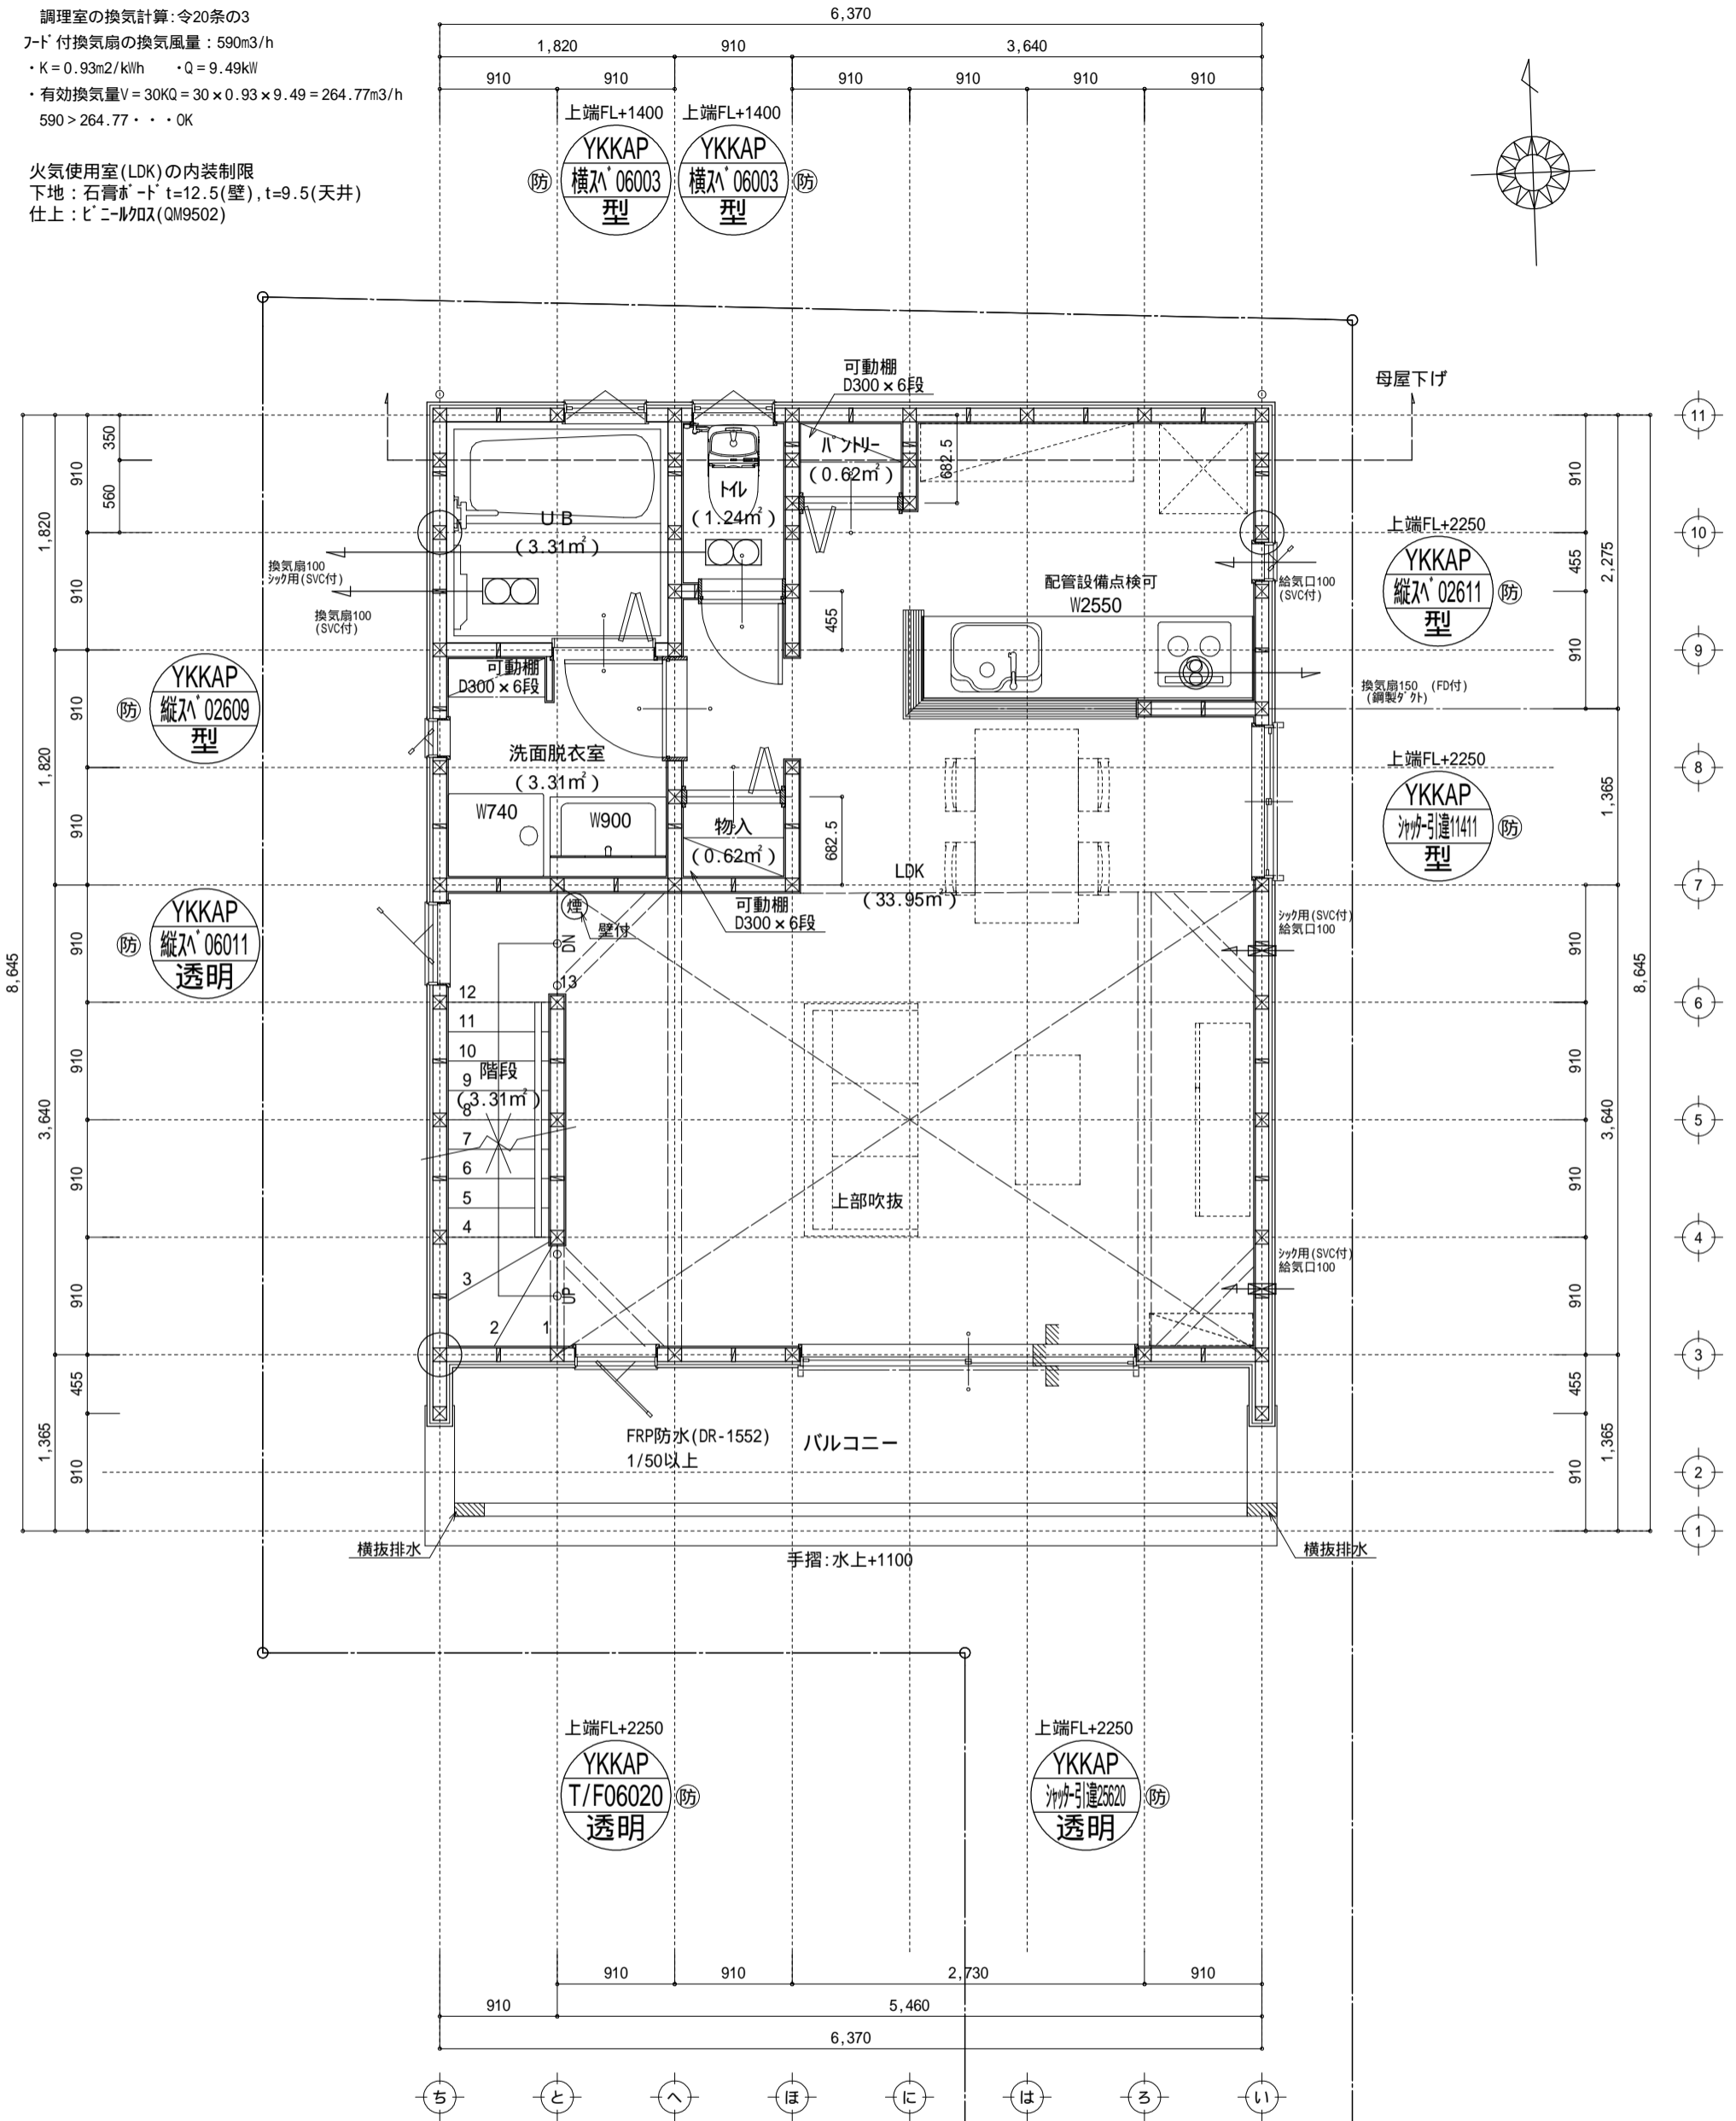 調理室の換気計算:令20条の3
ﾌｰﾄﾞ付換気扇の換気風量：590m3/h
・K＝0.93m2/kWh　・Q＝9.49kW
・有効換気量V＝30KQ＝30×0.93×9.49＝264.77m3/h
590＞264.77・・・OK
火気使用室(LDK)の内装制限
下地：石膏ﾎﾞｰﾄﾞt=12.5(壁),t=9.5(天井)
仕上：ﾋﾞﾆｰﾙｸﾛｽ(QM9502)
6,370
1,820 910 3,640
910 910 910 910 910 910
上端FL+1400 上端FL+1400
YKKAP YKKAP
防 横ｽﾍﾞ06003 横ｽﾍﾞ06003 防
型 型
可動棚
D300×6段
母屋下げ
11
350
910
560
1,820
910
ﾊﾟﾝﾄﾘｰ
(0.62㎡)
682.5
ﾄｲﾚ
(1.24㎡)
UB
(3.31㎡)
910
455
2,275
910
10
上端FL+2250
YKKAP
縦ｽﾍﾞ02611 防
型
換気扇100
ｼｯｸ用(SVC付)
換気扇100
(SVC付)
給気口100
(SVC付)
配管設備点検可
W2550
455
9
可動棚
D300×6段
YKKAP
防 縦ｽﾍﾞ02609
型
換気扇150 (FD付)
(鋼製ﾀﾞｸﾄ)
910
1,820
910
洗面脱衣室
(3.31㎡)
8
上端FL+2250
YKKAP
ｼｬｯﾀｰ引違11411 防
型
1,365
W740 W900
物入
(0.62㎡)
682.5
LDK
(33.95㎡)
7
可動棚
D300×6段
煙
壁付
YKKAP
防 縦ｽﾍﾞ06011
透明
ｼｯｸ用(SVC付)
給気口100
8,645
910
DN
13
12
11
10
9
8
7
6
5
4
3
2
1
UP
階段
(3.31㎡)
910
8,645
6
910
3,640
910
910
910
3,640
910
910
5
上部吹抜
4
ｼｯｸ用(SVC付)
給気口100
910
3
455
1,365
910
455
1,365
910
FRP防水(DR-1552)
1/50以上
バルコニー
2
1
横抜排水
手摺:水上+1100
横抜排水
上端FL+2250 上端FL+2250
YKKAP YKKAP
T/F06020 防 ｼｬｯﾀｰ引違25620 防
透明 透明
910 910 2,730 910
910 5,460
6,370
ち と へ ほ に は ろ い